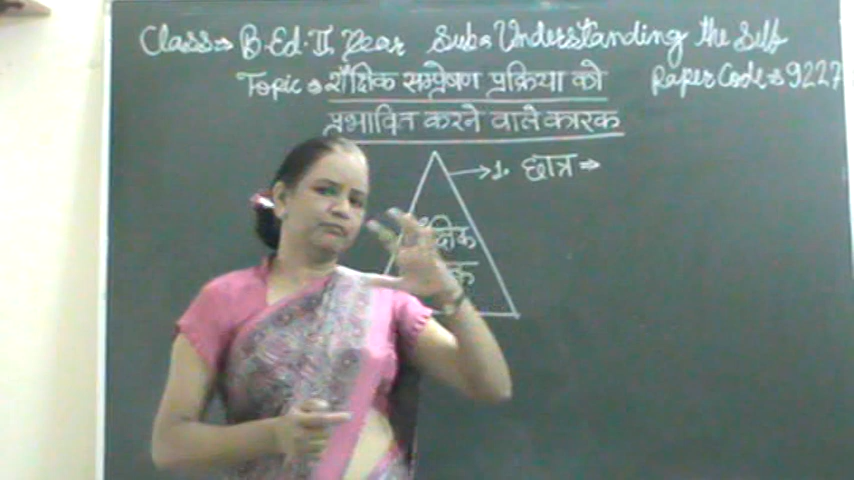 Class⇒ B.Ed.II Year Sub⇒ Understanding the Self
Topic⇒ शैक्षिक सम्प्रेषण प्रक्रिया को Paper Code⇒ 9227
प्रभावित करने वाले कारक
→1. छात्र⇒